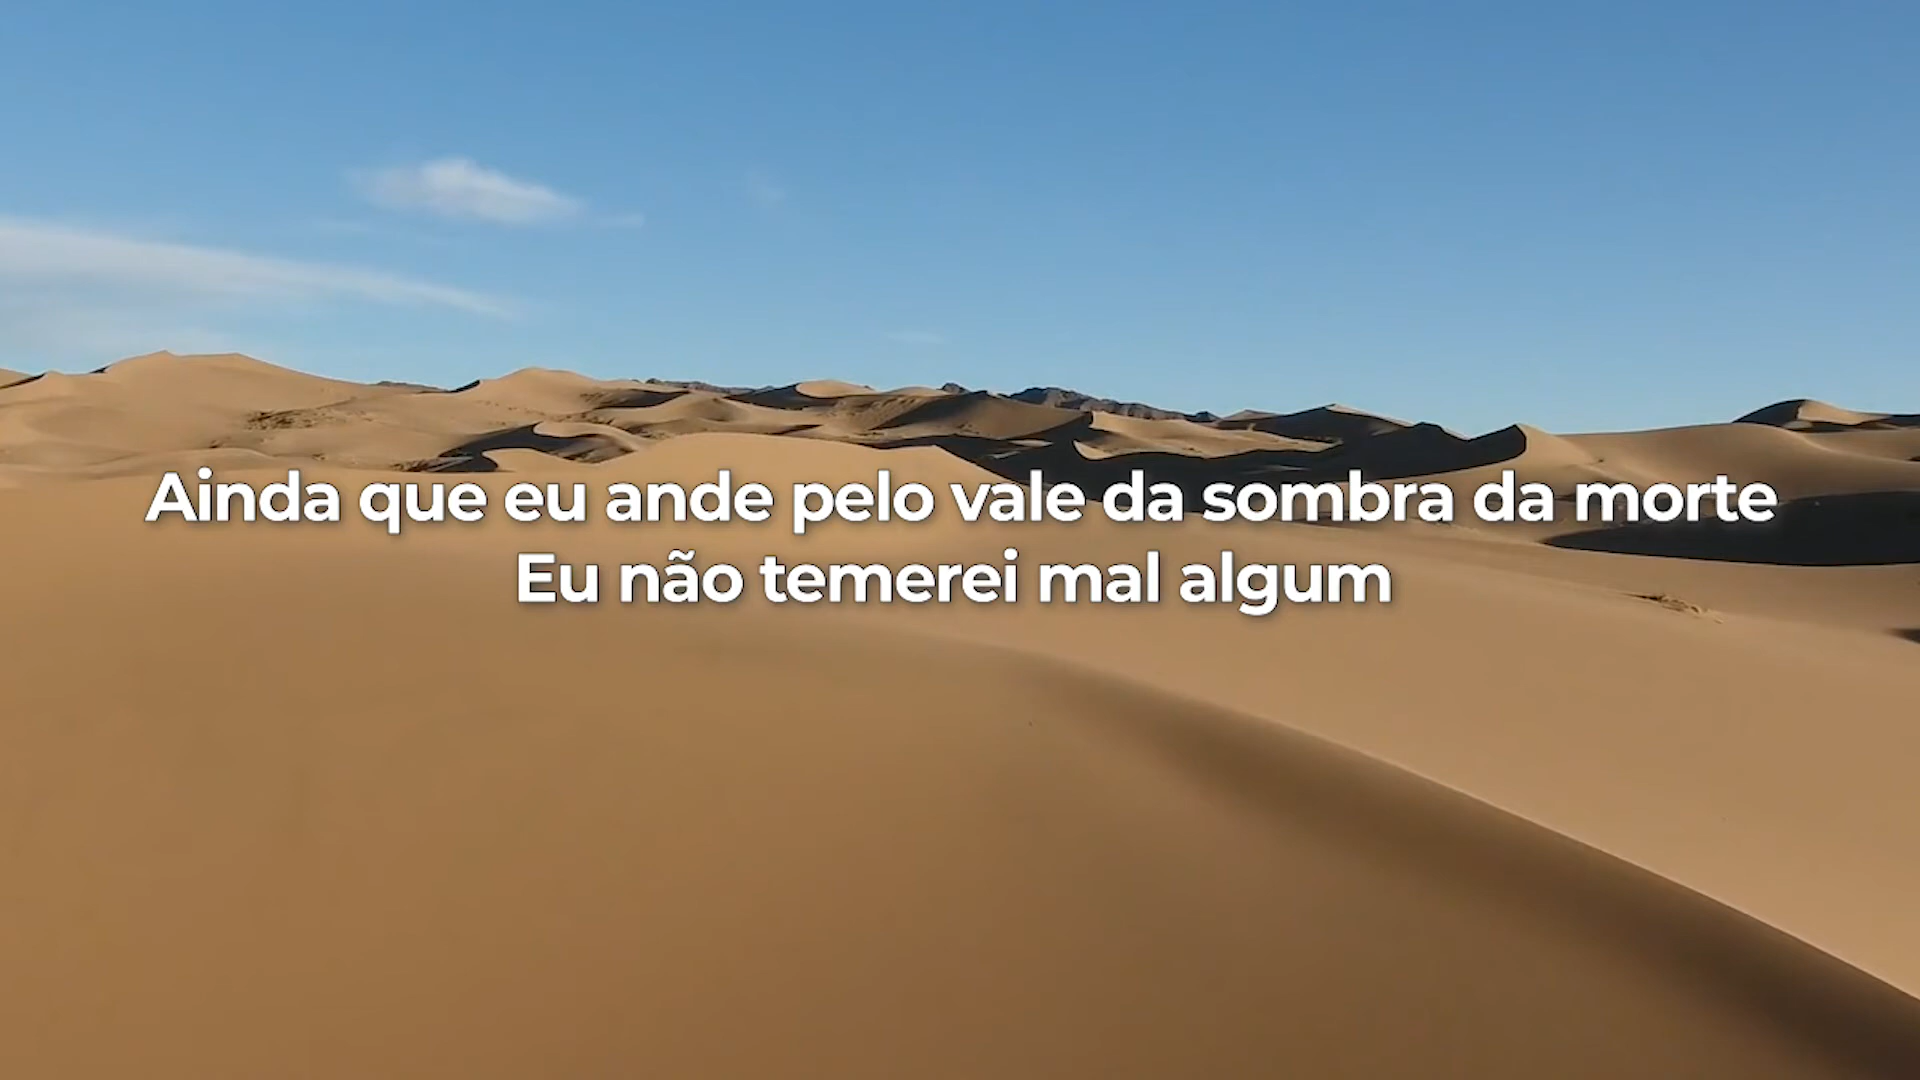 Ainda que eu ande pelo vale da sombra da morte
Eu não temerei mal algum